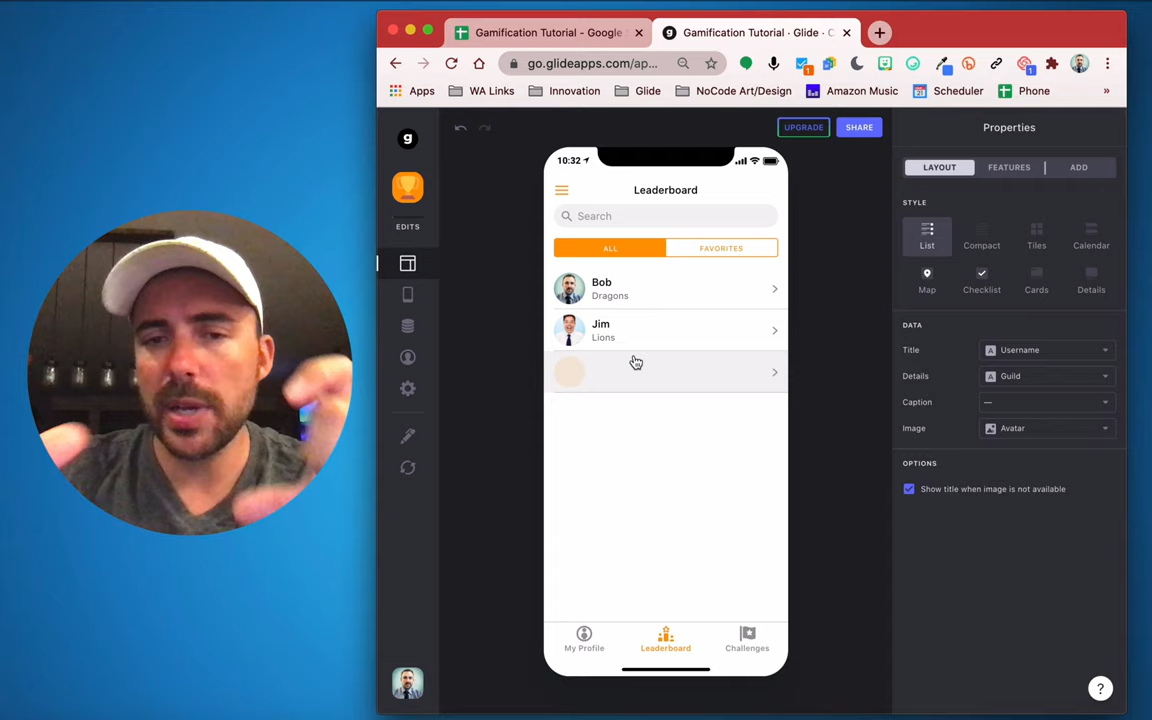 Gamification Tutorial - Google
Gamification Tutorial · Glide · C
go.glideapps.com/ap...
1
1
Apps
WA Links
Innovation
Glide
NoCode Art/Design
Amazon Music
Scheduler
Phone
»
g
UPGRADE
SHARE
EDITS
10:32
Leaderboard
Search
ALL
FAVORITES
Bob
Dragons
Jim
Lions
My Profile
Leaderboard
Challenges
Properties
LAYOUT
FEATURES
ADD
STYLE
List
Compact
Tiles
Calendar
Map
Checklist
Cards
Details
DATA
Title
A Username
Details
A Guild
Caption
—
Image
Avatar
OPTIONS
Show title when image is not available
?